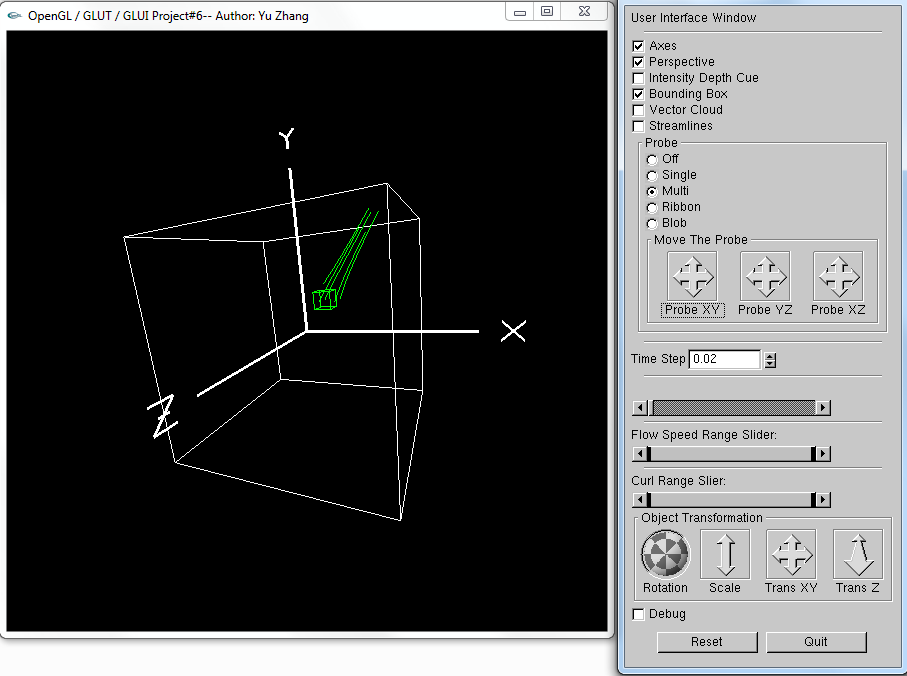 OpenGL / GLUT / GLUI Project#6-- Author: Yu Zhang
Y
X
Z
User Interface Window
Axes
Perspective
Intensity Depth Cue
Bounding Box
Vector Cloud
Streamlines
Probe
Off
Single
Multi
Ribbon
Blob
Move The Probe
Probe XY Probe YZ Probe XZ
Time Step 0.02
Flow Speed Range Slider:
Curl Range Slier:
Object Transformation
Rotation Scale Trans XY Trans Z
Debug
Reset Quit